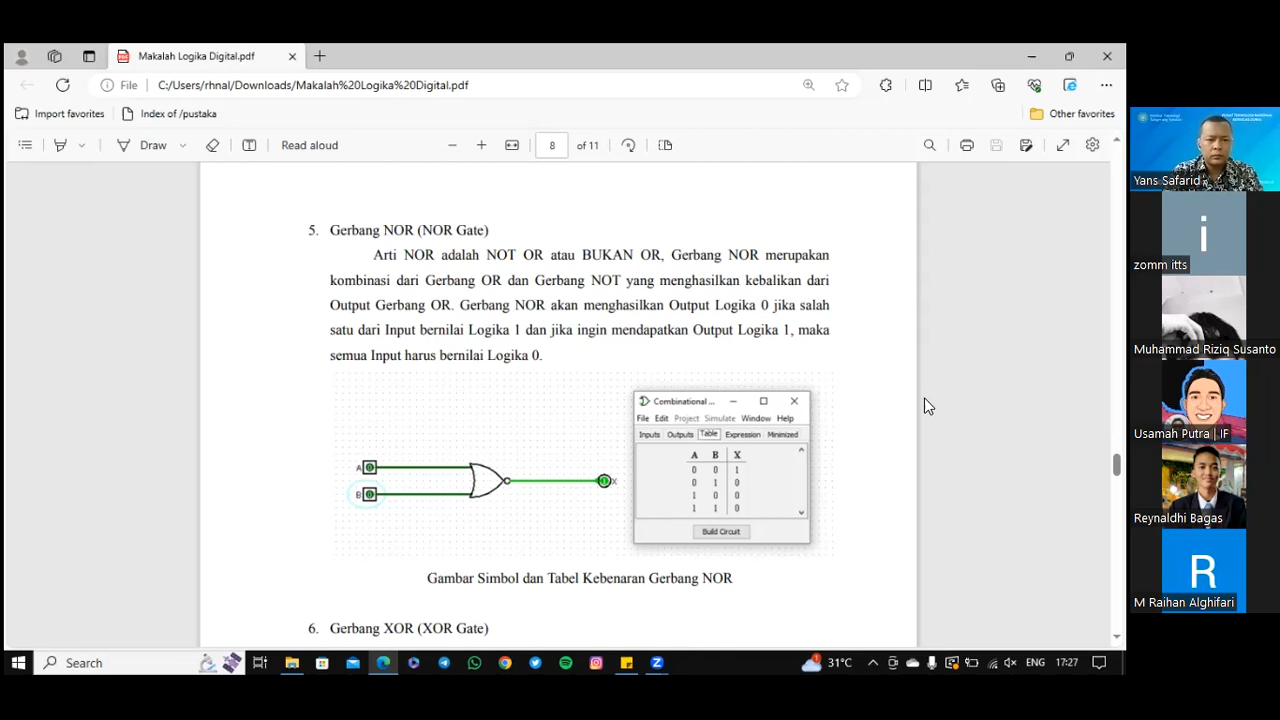 Makalah Logika Digital.pdf
File C:/Users/rhnal/Downloads/Makalah%20Logika%20Digital.pdf
Import favorites Index of /pustaka Other favorites
Draw Read aloud 8 of 11
5. Gerbang NOR (NOR Gate)
Arti NOR adalah NOT OR atau BUKAN OR, Gerbang NOR merupakan
kombinasi dari Gerbang OR dan Gerbang NOT yang menghasilkan kebalikan dari
Output Gerbang OR. Gerbang NOR akan menghasilkan Output Logika 0 jika salah
satu dari Input bernilai Logika 1 dan jika ingin mendapatkan Output Logika 1, maka
semua Input harus bernilai Logika 0.
A
B
X
Combinational ...
File Edit Project Simulate Window Help
Inputs Outputs Table Expression Minimized
A B X
0 0 1
0 1 0
1 0 0
1 1 0
Build Circuit
Gambar Simbol dan Tabel Kebenaran Gerbang NOR
6. Gerbang XOR (XOR Gate)
Search
31°C
ENG
17:27
Yans Safarid
i
zomm itts
Muhammad Riziq Susanto
Usamah Putra | IF
Reynaldhi Bagas
R
M Raihan Alghifari